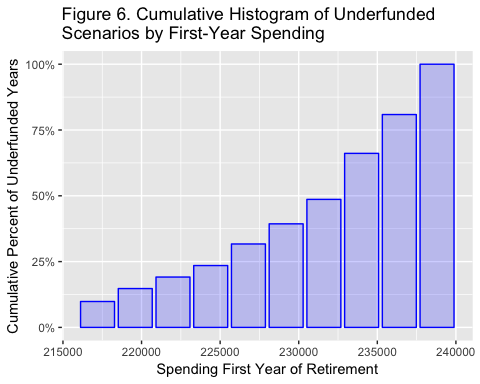 Figure 6. Cumulative Histogram of Underfunded
Scenarios by First-Year Spending
Cumulative Percent of Underfunded Years
100%
75%
50%
25%
0%
215000 220000 225000 230000 235000 240000
Spending First Year of Retirement